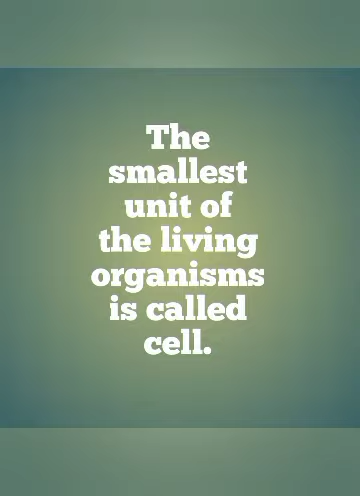 The
smallest
unit of
the living
organisms
is called
cell.